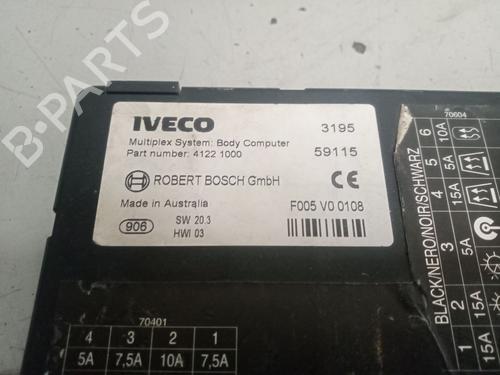 B-PARTS
IVECO 3195
Multiplex System: Body Computer
Part number: 4122 1000 59115
BOSCH ROBERT BOSCH GmbH CE
Made in Australia F005 V0 0108
906 SW 20.3
HWI 03
70401
4 3 2 1
5A 7,5A 10A 7,5A
70604
BLACK/NERO/NOIR/SCHWARZ
1 2 3 4 5 6
15A 15A 5A 15A 5A 10A